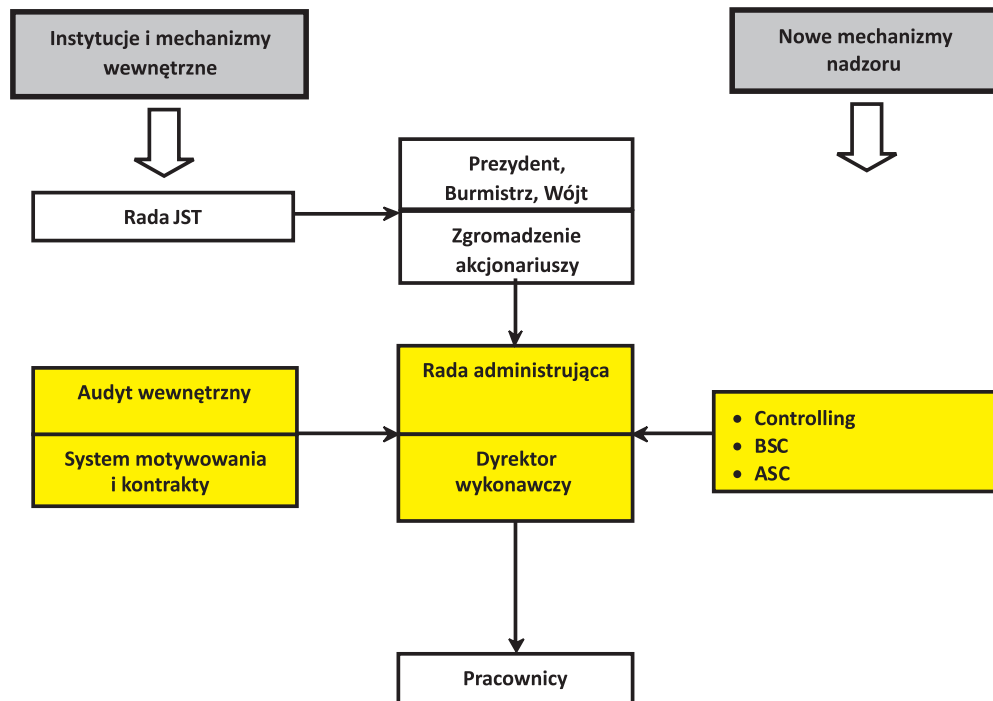 Instytucje i mechanizmy
wewnętrzne
Nowe mechanizmy
nadzoru
Prezydent,
Burmistrz, Wójt
Rada JST
Zgromadzenie
akcjonariuszy
Rada administrująca
Audyt wewnętrzny
• Controlling
• BSC
• ASC
System motywowania
i kontrakty
Dyrektor
wykonawczy
Pracownicy